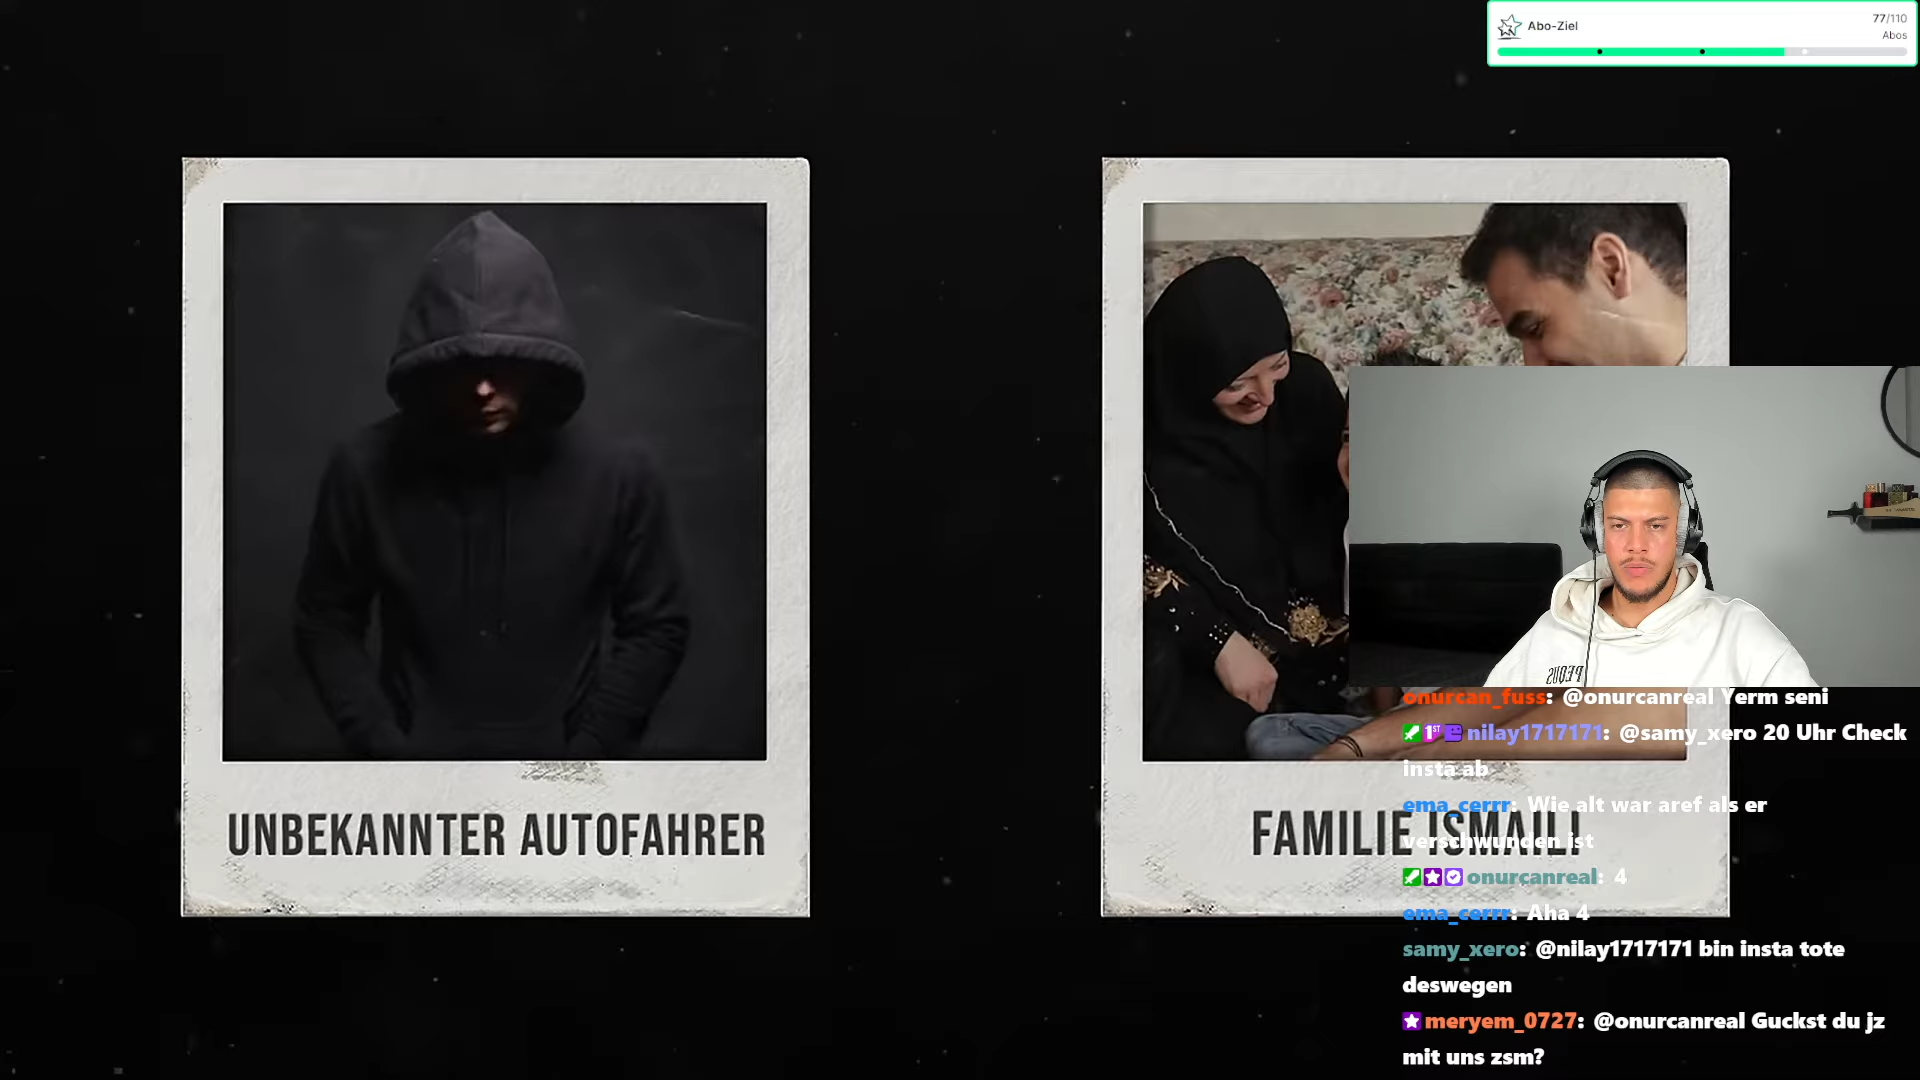 Abo-Ziel
77/110
Abos
UNBEKANNTER AUTOFAHRER
FAMILIE ISMAILI
onurcan_fuss: @onurcanreal Yerm seni
1ST nilay1717171: @samy_xero 20 Uhr Check
insta ab
ema_cerrr: Wie alt war aref als er
verschwunden ist
onurcanreal: 4
ema_cerrr: Aha 4
samy_xero: @nilay1717171 bin insta tote
deswegen
meryem_0727: @onurcanreal Guckst du jz
mit uns zsm?